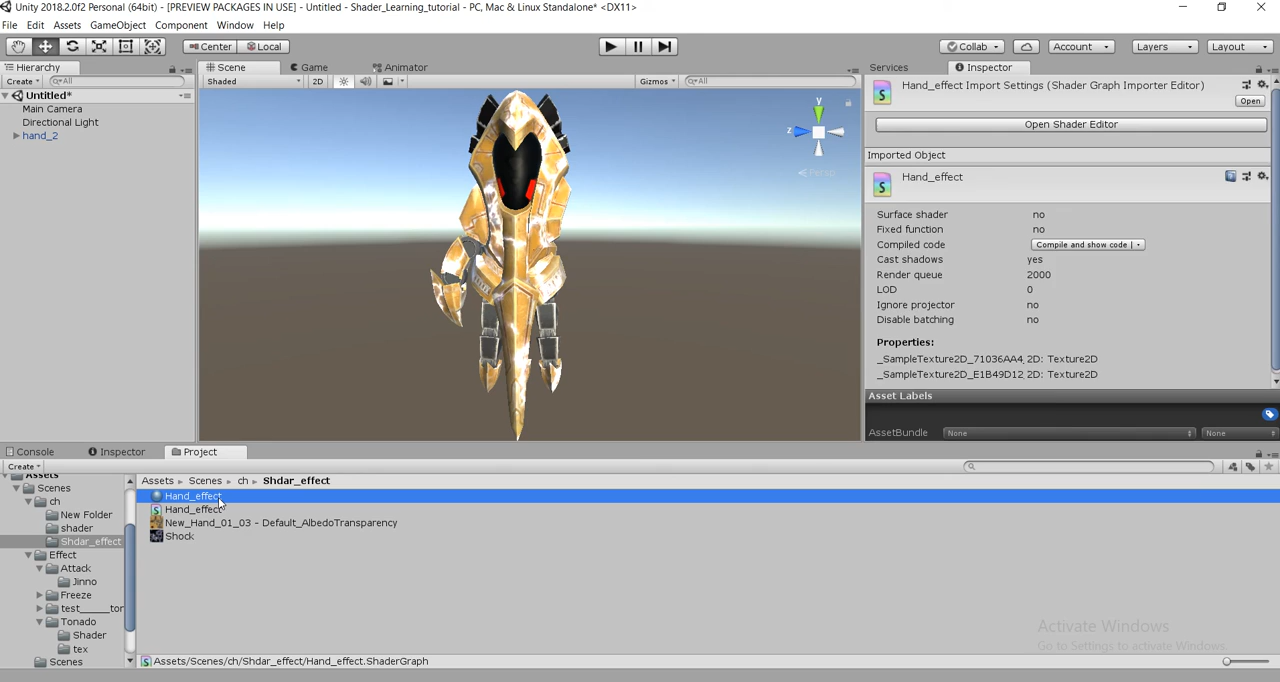 Unity 2018.2.0f2 Personal (64bit) - [PREVIEW PACKAGES IN USE] - Untitled - Shader_Learning_tutorial - PC, Mac & Linux Standalone* <DX11>
File Edit Assets GameObject Component Window Help
Center Local Collab Account Layers Layout
Hierarchy Scene Game Animator Services Inspector
Create All Shaded 2D Gizmos All
Untitled*
Main Camera
Directional Light
hand_2
y
z
Persp
Hand_effect Import Settings (Shader Graph Importer Editor)
Open
Open Shader Editor
Imported Object
Hand_effect
Surface shader no
Fixed function no
Compiled code Compile and show code
Cast shadows yes
Render queue 2000
LOD 0
Ignore projector no
Disable batching no
Properties:
_SampleTexture2D_71036AA4_2D: Texture2D
_SampleTexture2D_E1B49D12_2D: Texture2D
Asset Labels
AssetBundle None None
Console Inspector Project
Create
Assets
Scenes
ch
New Folder
shader
Shdar_effect
Effect
Attack
Jinno
Freeze
test_____tor
Tonado
Shader
tex
Scenes
Assets Scenes ch Shdar_effect
Hand_effect
Hand_effect
New_Hand_01_03 - Default_AlbedoTransparency
Shock
Activate Windows
Go to Settings to activate Windows.
Assets/Scenes/ch/Shdar_effect/Hand_effect.ShaderGraph